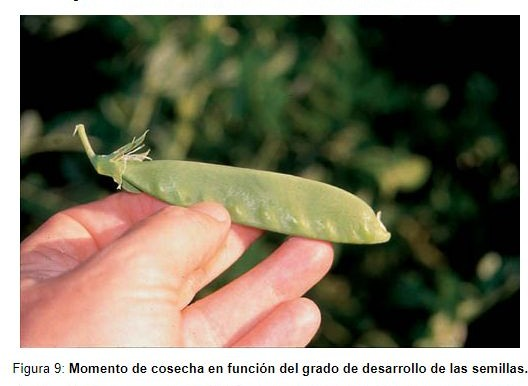 Figura 9: Momento de cosecha en función del grado de desarrollo de las semillas.